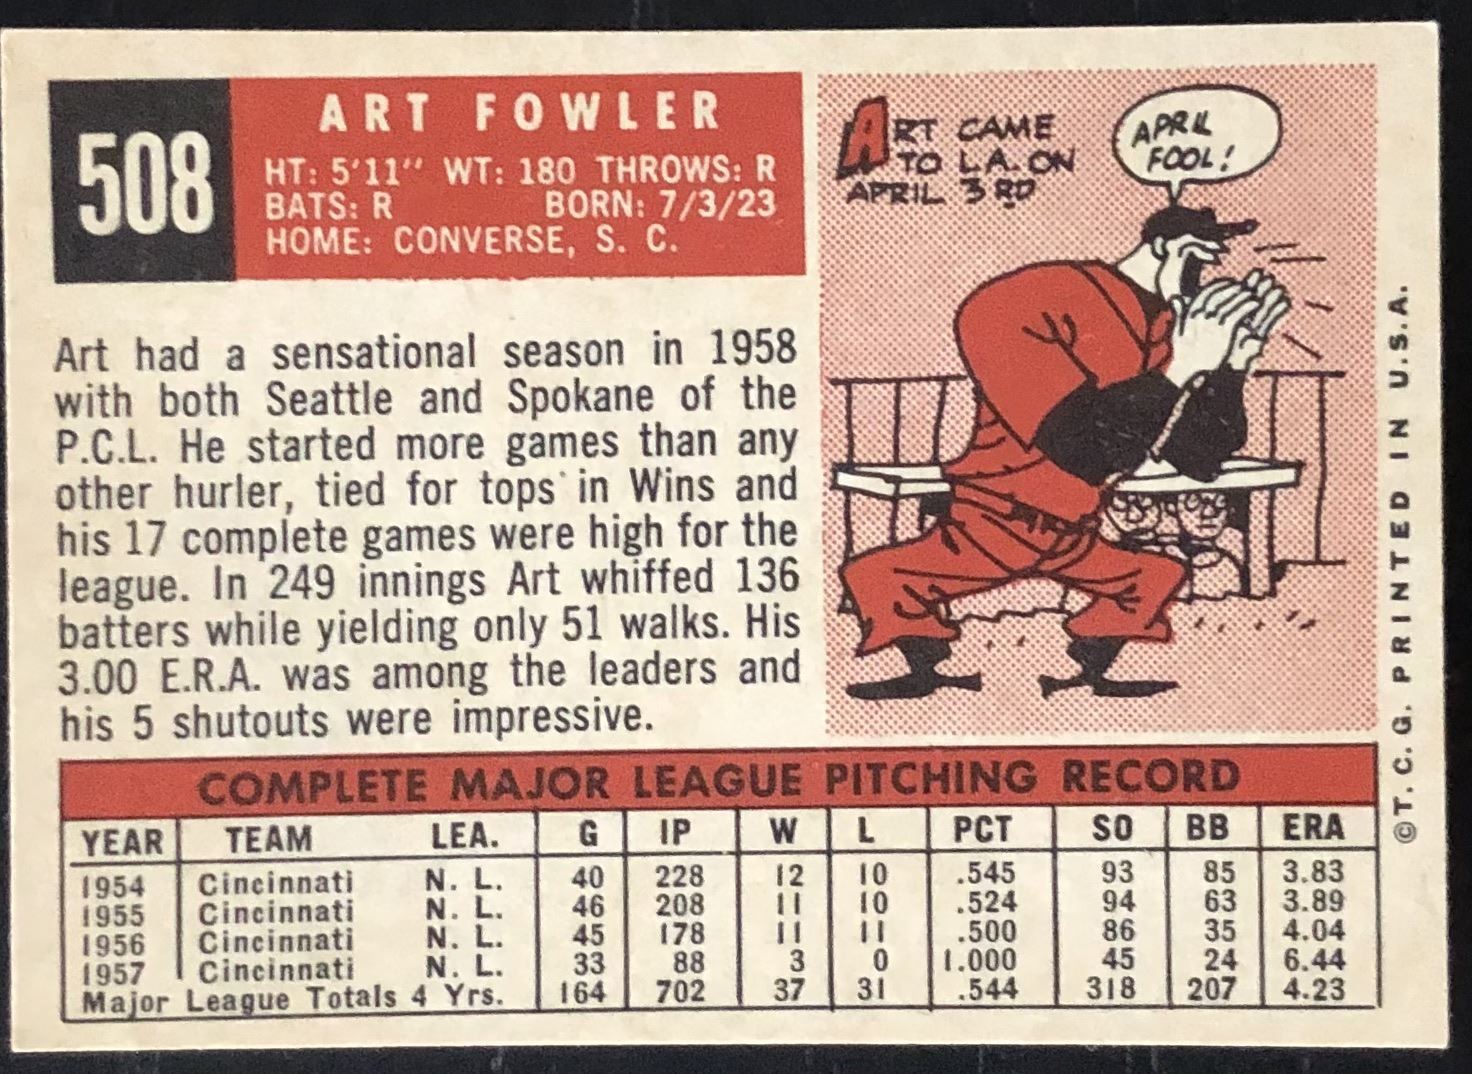 508
ART FOWLER
HT: 5'11" WT: 180 THROWS: R
BATS: R BORN: 7/3/23
HOME: CONVERSE, S. C.
Art had a sensational season in 1958
with both Seattle and Spokane of the
P.C.L. He started more games than any
other hurler, tied for tops in Wins and
his 17 complete games were high for the
league. In 249 innings Art whiffed 136
batters while yielding only 51 walks. His
3.00 E.R.A. was among the leaders and
his 5 shutouts were impressive.
ART CAME
TO L.A. ON
APRIL 3RD
APRIL
FOOL!
COMPLETE MAJOR LEAGUE PITCHING RECORD
YEAR TEAM LEA. G IP W L PCT SO BB ERA
1954 Cincinnati N. L. 40 228 12 10 .545 93 85 3.83
1955 Cincinnati N. L. 46 208 11 10 .524 94 63 3.89
1956 Cincinnati N. L. 45 178 11 11 .500 86 35 4.04
1957 Cincinnati N. L. 33 88 3 0 1.000 45 24 6.44
Major League Totals 4 Yrs. 164 702 37 31 .544 318 207 4.23
©T. C. G. PRINTED IN U.S.A.